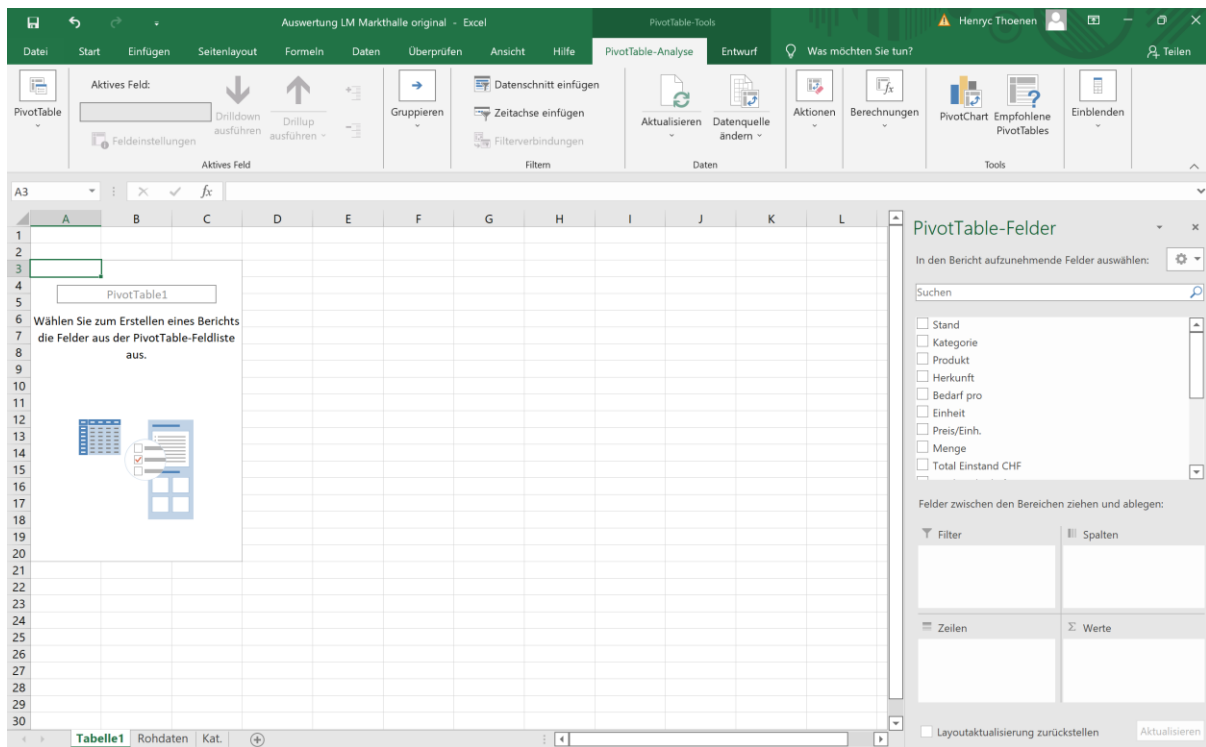 Auswertung LM Markthalle original - Excel
PivotTable-Tools
Henryc Thoenen
Datei Start Einfügen Seitenlayout Formeln Daten Überprüfen Ansicht Hilfe PivotTable-Analyse Entwurf Was möchten Sie tun? Teilen
PivotTable
Aktives Feld:
Feldeinstellungen
Drilldown
ausführen
Drillup
ausführen
Aktives Feld
Gruppieren
Datenschnitt einfügen
Zeitachse einfügen
Filterverbindungen
Filtern
Aktualisieren
Datenquelle
ändern
Daten
Aktionen
Berechnungen
PivotChart
Empfohlene
PivotTables
Tools
Einblenden
A3
fx
A B C D E F G H I J K L
1
2
3
4
5
6
7
8
9
10
11
12
13
14
15
16
17
18
19
20
21
22
23
24
25
26
27
28
29
30
PivotTable1
Wählen Sie zum Erstellen eines Berichts
die Felder aus der PivotTable-Feldliste
aus.
PivotTable-Felder
In den Bericht aufzunehmende Felder auswählen:
Suchen
Stand
Kategorie
Produkt
Herkunft
Bedarf pro
Einheit
Preis/Einh.
Menge
Total Einstand CHF
Felder zwischen den Bereichen ziehen und ablegen:
Filter
Spalten
Zeilen
Σ Werte
Layoutaktualisierung zurückstellen
Aktualisieren
Tabelle1 Rohdaten Kat.